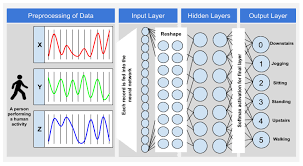 Preprocessing of Data
Input Layer
Hidden Layers
Output Layer
X
Y
Z
A person
performing a
human activity
Each record is fed into the
neural network
Reshape
Softmax activation for final layer
0 Downstairs
1 Jogging
2 Sitting
3 Standing
4 Upstairs
5 Walking